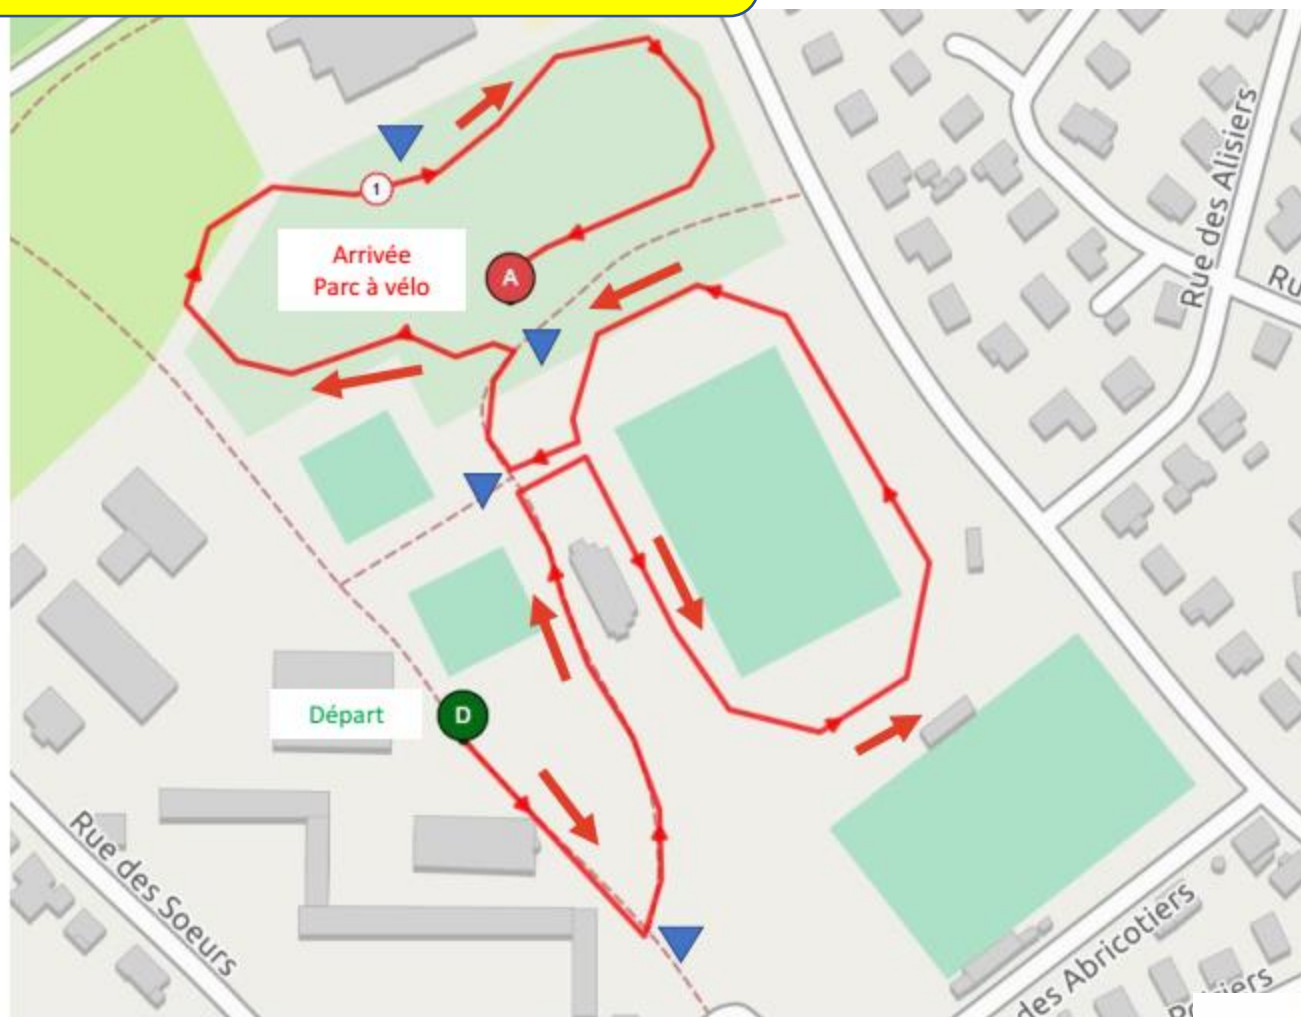 1
Arrivée
Parc à vélo
A
Rue des Alisiers
Ru
Départ
D
Rue des Soeurs
des Abricotiers